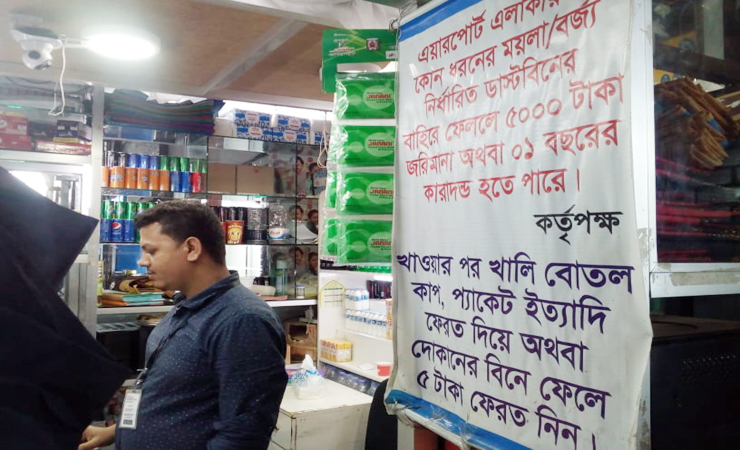 এয়ারপোর্ট এলাকায়
কোন ধরনের ময়লা/বর্জ্য
নির্ধারিত ডাস্টবিনের
বাহিরে ফেললে ৫০০০ টাকা
জরিমানা অথবা ০১ বছরের
কারাদন্ড হতে পারে।
কর্তৃপক্ষ
খাওয়ার পর খালি বোতল
কাপ, প্যাকেট ইত্যাদি
ফেরত দিয়ে অথবা
দোকানের বিনে ফেলে
৫ টাকা ফেরত নিন।